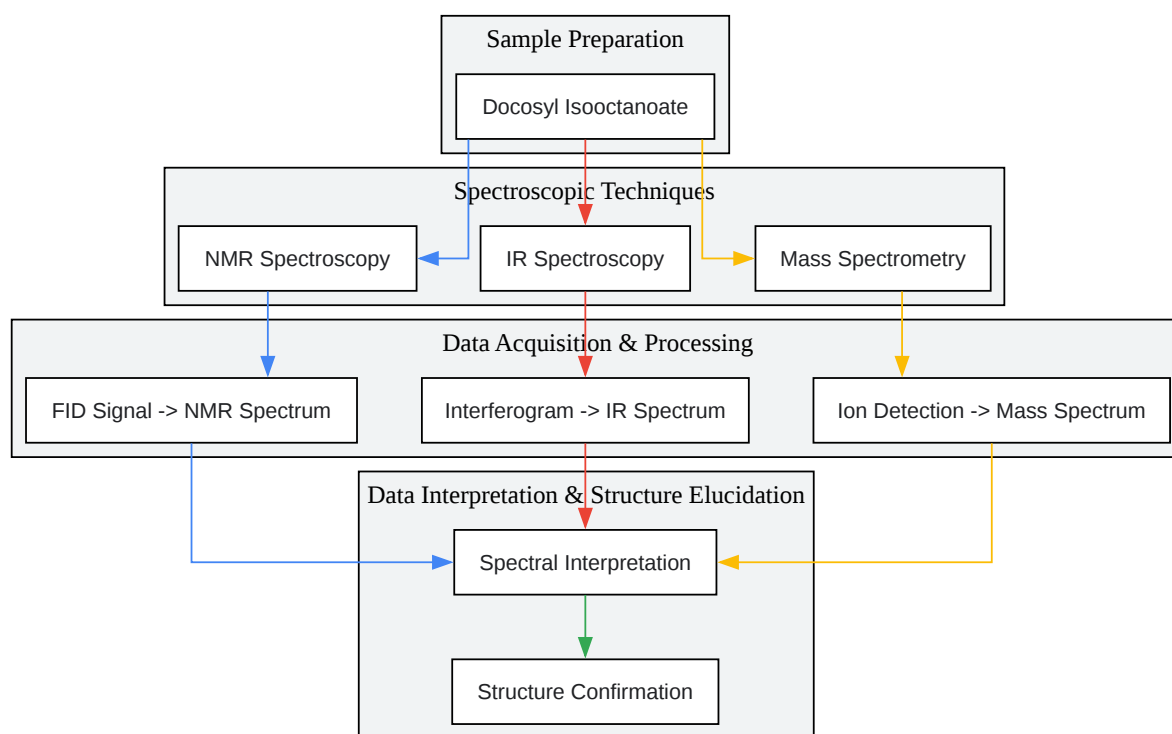 Sample Preparation
Docosyl Isooctanoate
Spectroscopic Techniques
NMR Spectroscopy
IR Spectroscopy
Mass Spectrometry
Data Acquisition & Processing
FID Signal -> NMR Spectrum
Interferogram -> IR Spectrum
Ion Detection -> Mass Spectrum
Data Interpretation & Structure Elucidation
Spectral Interpretation
Structure Confirmation